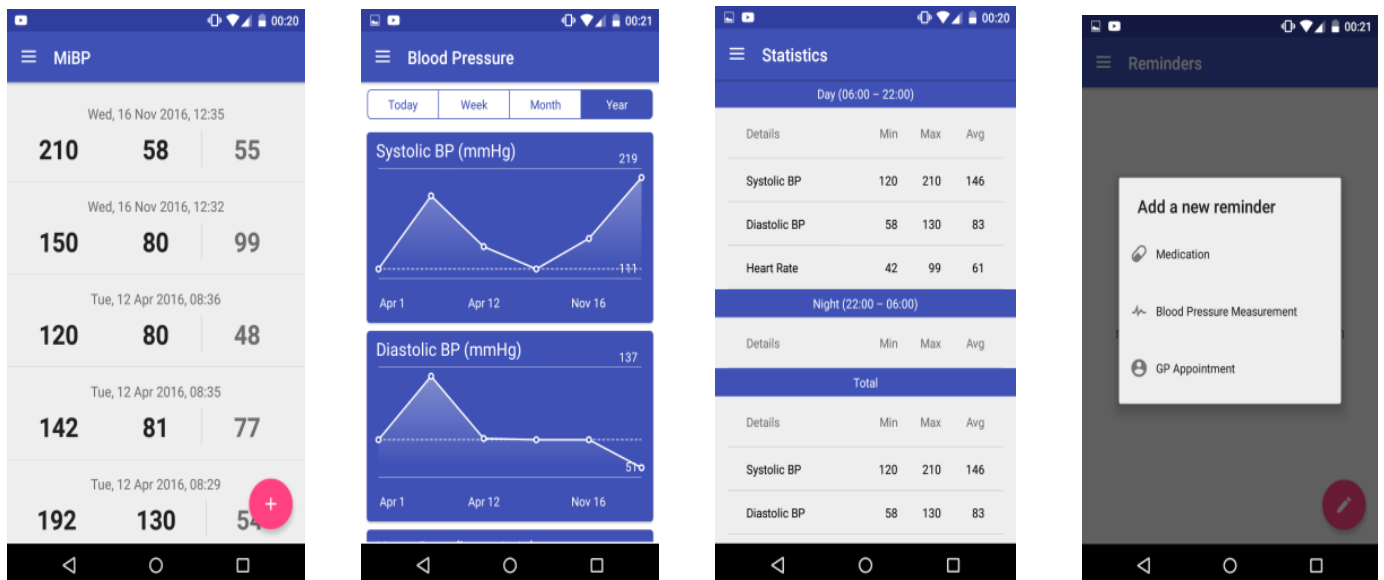 00:20
MiBP
Wed, 16 Nov 2016, 12:35
210 58 55
Wed, 16 Nov 2016, 12:32
150 80 99
Tue, 12 Apr 2016, 08:36
120 80 48
Tue, 12 Apr 2016, 08:35
142 81 77
Tue, 12 Apr 2016, 08:29
192 130 54
+
00:21
Blood Pressure
Today Week Month Year
Systolic BP (mmHg) 219
111
Apr 1 Apr 12 Nov 16
Diastolic BP (mmHg) 137
51
Apr 1 Apr 12 Nov 16
00:20
Statistics
Day (06:00 – 22:00)
Details Min Max Avg
Systolic BP 120 210 146
Diastolic BP 58 130 83
Heart Rate 42 99 61
Night (22:00 – 06:00)
Details Min Max Avg
Total
Details Min Max Avg
Systolic BP 120 210 146
Diastolic BP 58 130 83
00:21
Reminders
Add a new reminder
Medication
Blood Pressure Measurement
GP Appointment